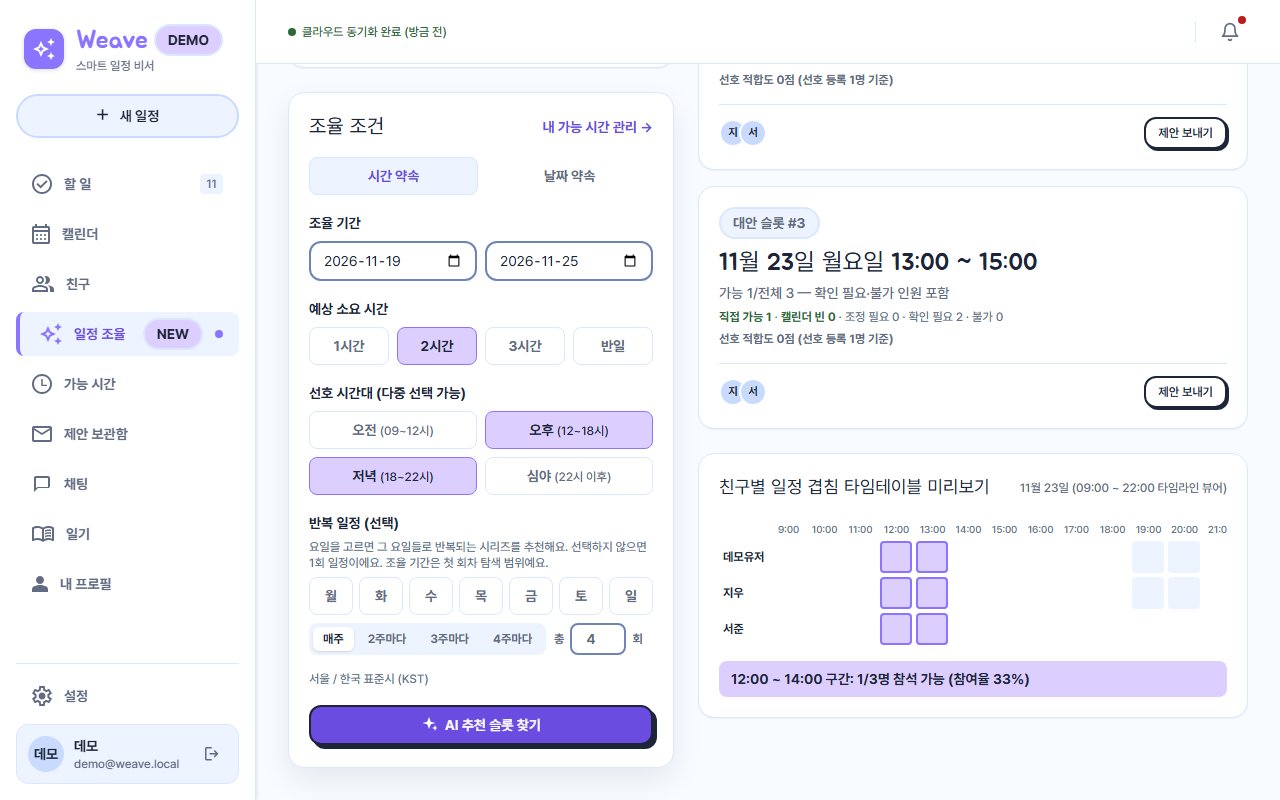 Weave DEMO
스마트 일정 비서
+ 새 일정
할 일 11
캘린더
친구
일정 조율 NEW
가능 시간
제안 보관함
채팅
일기
내 프로필
설정
데모 데모
demo@weave.local
클라우드 동기화 완료 (방금 전)
조율 조건 내 가능 시간 관리 →
시간 약속 날짜 약속
조율 기간
2026-11-19 2026-11-25
예상 소요 시간
1시간 2시간 3시간 반일
선호 시간대 (다중 선택 가능)
오전 (09~12시) 오후 (12~18시)
저녁 (18~22시) 심야 (22시 이후)
반복 일정 (선택)
요일을 고르면 그 요일들로 반복되는 시리즈를 추천해요. 선택하지 않으면
1회 일정이에요. 조율 기간은 첫 회차 탐색 범위예요.
월 화 수 목 금 토 일
매주 2주마다 3주마다 4주마다 총 4 회
서울 / 한국 표준시 (KST)
AI 추천 슬롯 찾기
선호 적합도 0점 (선호 등록 1명 기준)
지 서 제안 보내기
대안 슬롯 #3
11월 23일 월요일 13:00 ~ 15:00
가능 1/전체 3 — 확인 필요·불가 인원 포함
직접 가능 1 · 캘린더 빈 0 · 조정 필요 0 · 확인 필요 2 · 불가 0
선호 적합도 0점 (선호 등록 1명 기준)
지 서 제안 보내기
친구별 일정 겹침 타임테이블 미리보기 11월 23일 (09:00 ~ 22:00 타임라인 뷰어)
9:00 10:00 11:00 12:00 13:00 14:00 15:00 16:00 17:00 18:00 19:00 20:00 21:0
데모유저
지우
서준
12:00 ~ 14:00 구간: 1/3명 참석 가능 (참여율 33%)